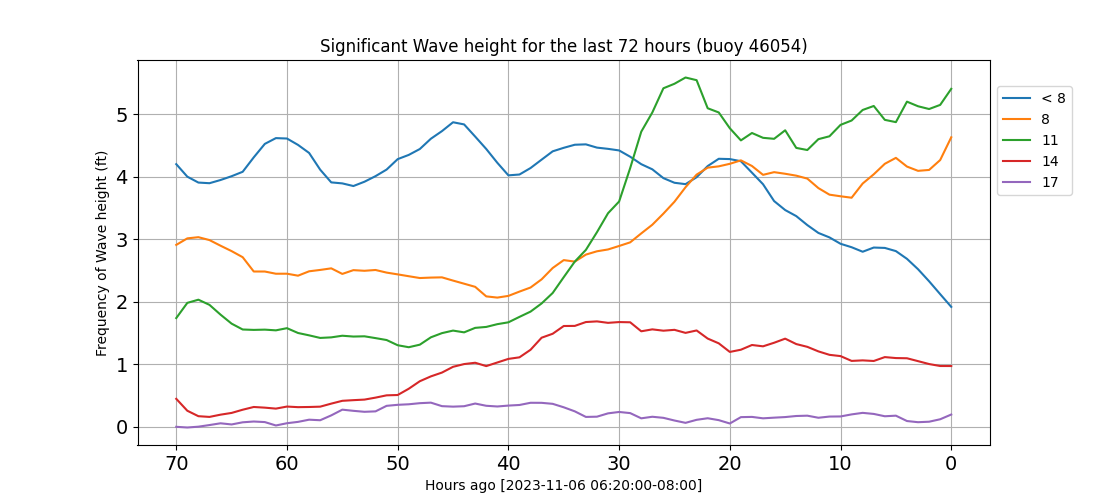 Significant Wave height for the last 72 hours (buoy 46054)
Frequency of Wave height (ft)
5
4
3
2
1
0
70 60 50 40 30 20 10 0
Hours ago [2023-11-06 06:20:00-08:00]
< 8
8
11
14
17